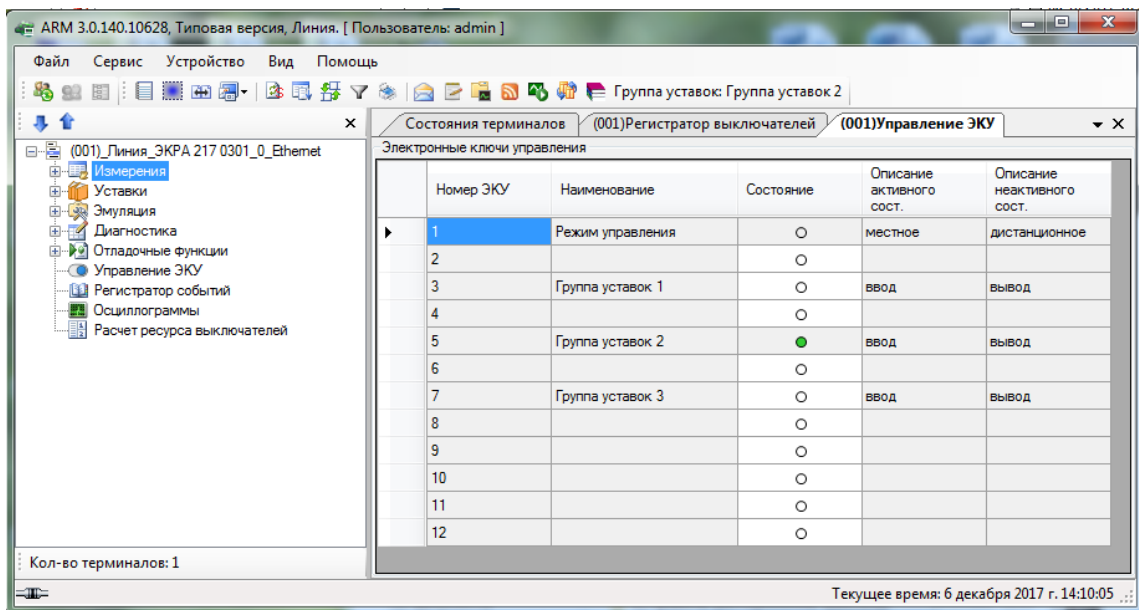 ARM 3.0.140.10628, Типовая версия, Линия. [ Пользователь: admin ]
Файл Сервис Устройство Вид Помощь
Группа уставок: Группа уставок 2
Состояния терминалов (001)Регистратор выключателей (001)Управление ЭКУ
(001)_Линия_ЭКРА 217 0301_0_Ethernet
Измерения
Уставки
Эмуляция
Диагностика
Отладочные функции
Управление ЭКУ
Регистратор событий
Осциллограммы
Расчет ресурса выключателей
Электронные ключи управления
Номер ЭКУ Наименование Состояние Описание активного сост. Описание неактивного сост.
1 Режим управления местное дистанционное
2
3 Группа уставок 1 ввод вывод
4
5 Группа уставок 2 ввод вывод
6
7 Группа уставок 3 ввод вывод
8
9
10
11
12
Кол-во терминалов: 1
Текущее время: 6 декабря 2017 г. 14:10:05